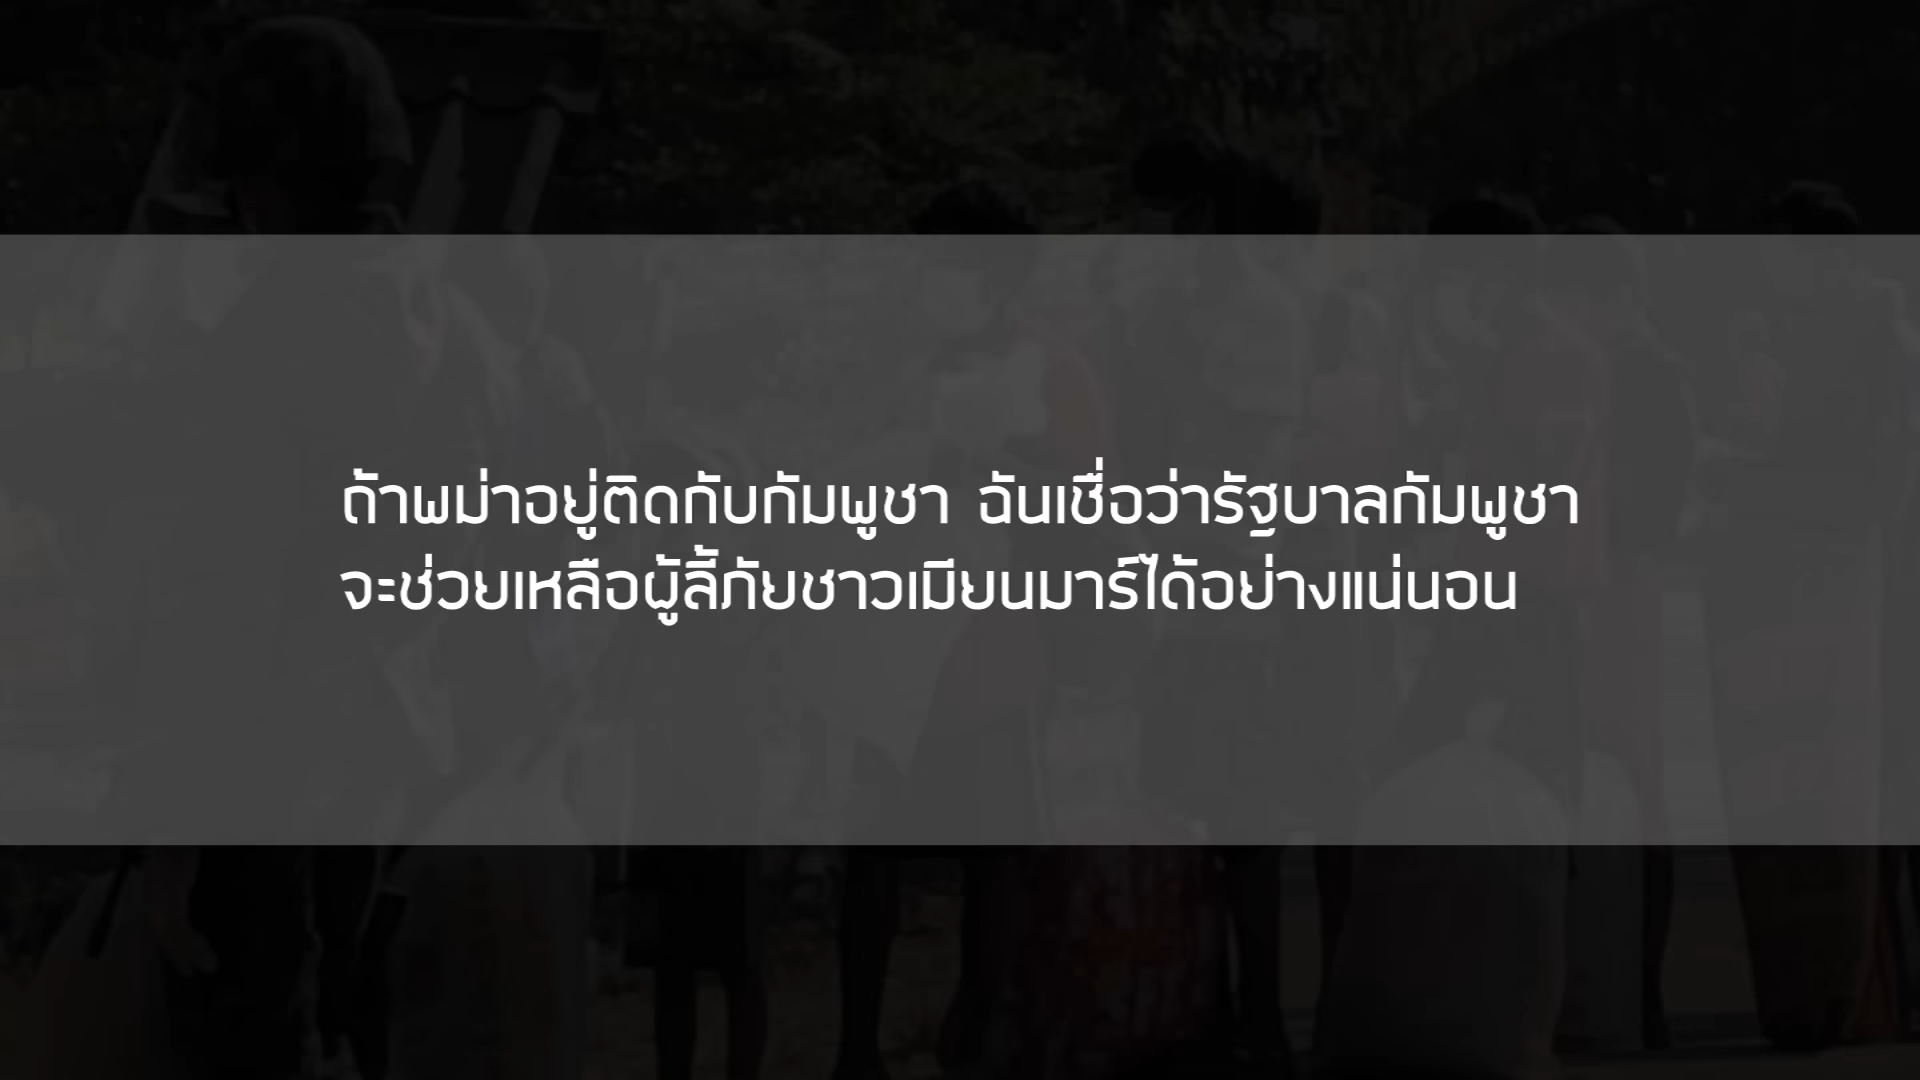 ถ้าพม่าอยู่ติดกับกัมพูชา ฉันเชื่อว่ารัฐบาลกัมพูชา
จะช่วยเหลือผู้ลี้ภัยชาวเมียนมาร์ได้อย่างแน่นอน